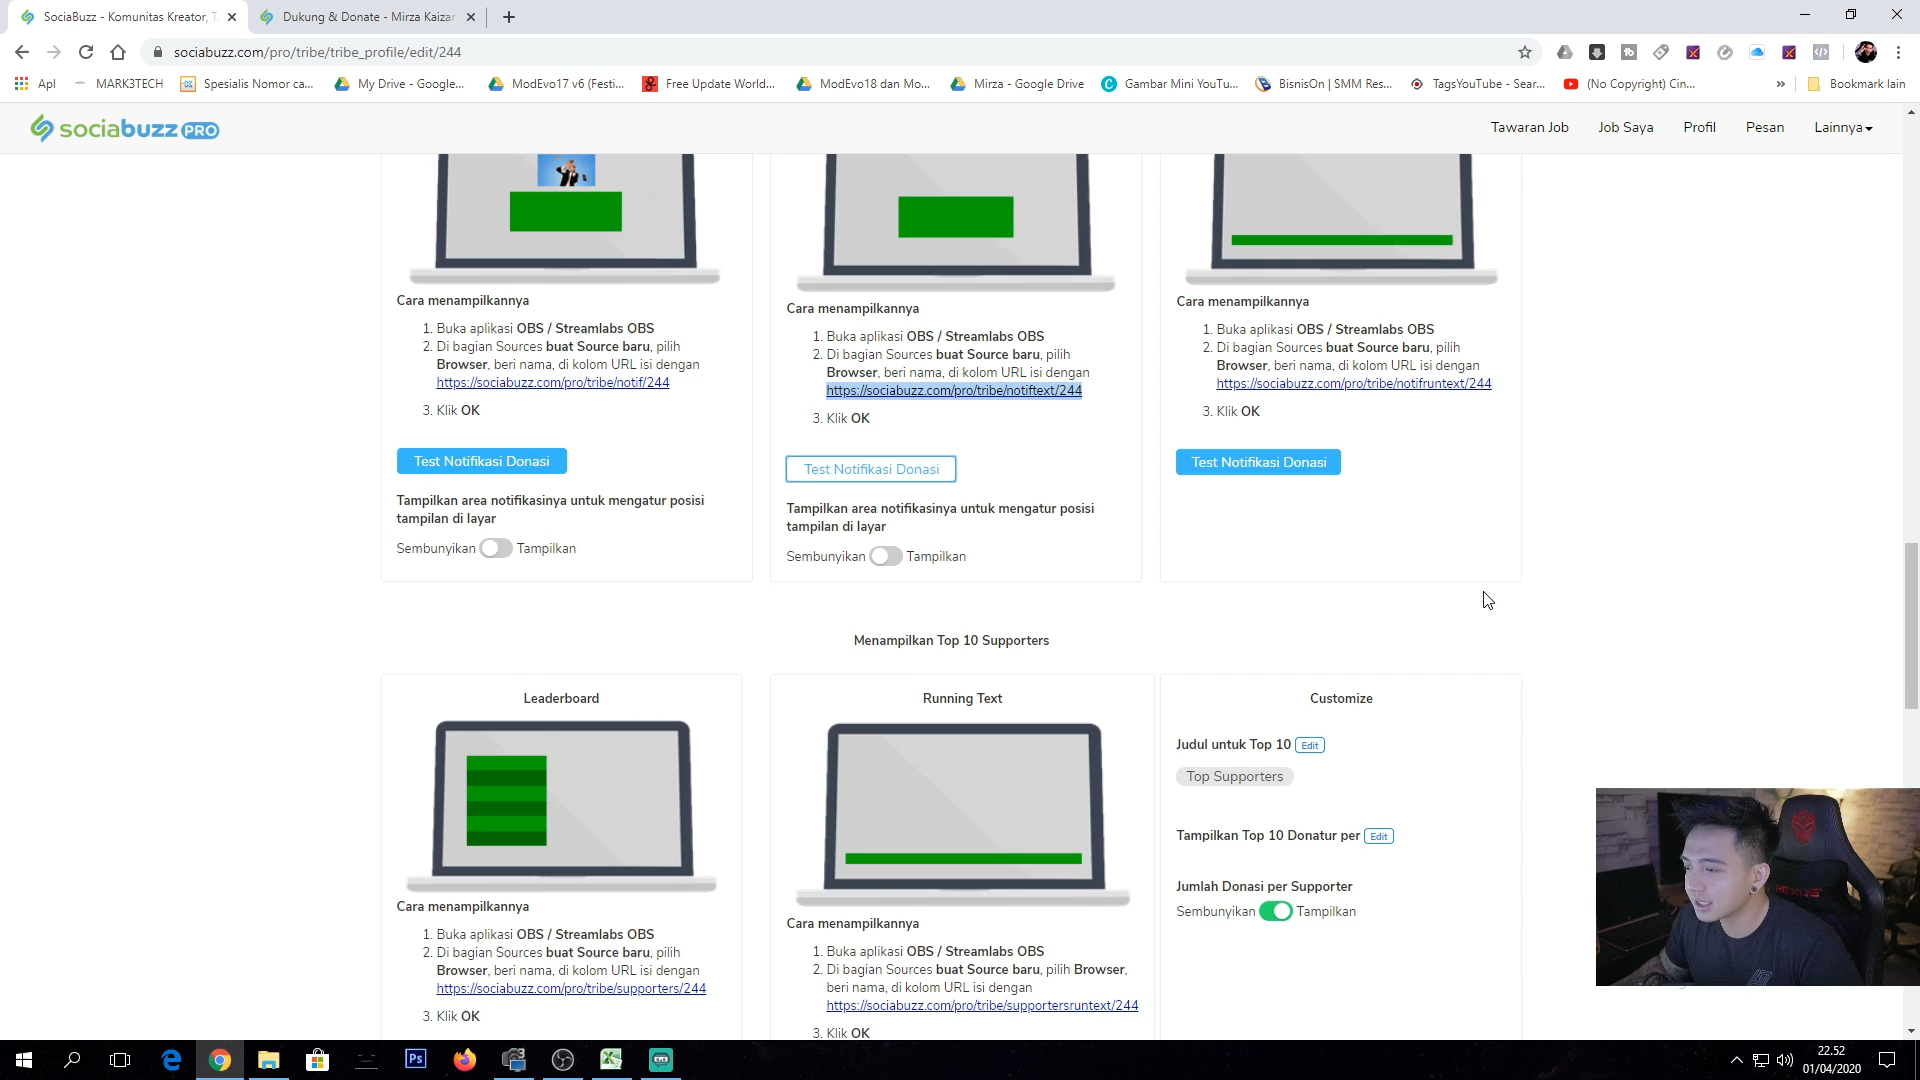 SociaBuzz - Komunitas Kreator, T
Dukung & Donate - Mirza Kaizar
sociabuzz.com/pro/tribe/tribe_profile/edit/244
Apl
MARK3TECH
Spesialis Nomor ca...
My Drive - Google...
ModEvo17 v6 (Festi...
Free Update World...
ModEvo18 dan Mo...
Mirza - Google Drive
Gambar Mini YouTu...
BisnisOn | SMM Res...
TagsYouTube - Sear...
(No Copyright) Cin...
»
Bookmark lain
sociabuzz PRO
Tawaran Job
Job Saya
Profil
Pesan
Lainnya
Cara menampilkannya
1. Buka aplikasi OBS / Streamlabs OBS
2. Di bagian Sources buat Source baru, pilih
Browser, beri nama, di kolom URL isi dengan
https://sociabuzz.com/pro/tribe/notif/244
3. Klik OK
Test Notifikasi Donasi
Tampilkan area notifikasinya untuk mengatur posisi
tampilan di layar
Sembunyikan Tampilkan
Cara menampilkannya
1. Buka aplikasi OBS / Streamlabs OBS
2. Di bagian Sources buat Source baru, pilih
Browser, beri nama, di kolom URL isi dengan
https://sociabuzz.com/pro/tribe/notiftext/244
3. Klik OK
Test Notifikasi Donasi
Tampilkan area notifikasinya untuk mengatur posisi
tampilan di layar
Sembunyikan Tampilkan
Cara menampilkannya
1. Buka aplikasi OBS / Streamlabs OBS
2. Di bagian Sources buat Source baru, pilih
Browser, beri nama, di kolom URL isi dengan
https://sociabuzz.com/pro/tribe/notifruntext/244
3. Klik OK
Test Notifikasi Donasi
Menampilkan Top 10 Supporters
Leaderboard
Cara menampilkannya
1. Buka aplikasi OBS / Streamlabs OBS
2. Di bagian Sources buat Source baru, pilih
Browser, beri nama, di kolom URL isi dengan
https://sociabuzz.com/pro/tribe/supporters/244
3. Klik OK
Running Text
Cara menampilkannya
1. Buka aplikasi OBS / Streamlabs OBS
2. Di bagian Sources buat Source baru, pilih Browser,
beri nama, di kolom URL isi dengan
https://sociabuzz.com/pro/tribe/supportersruntext/244
3. Klik OK
Customize
Judul untuk Top 10 Edit
Top Supporters
Tampilkan Top 10 Donatur per Edit
Jumlah Donasi per Supporter
Sembunyikan Tampilkan
Ps
22.52
01/04/2020